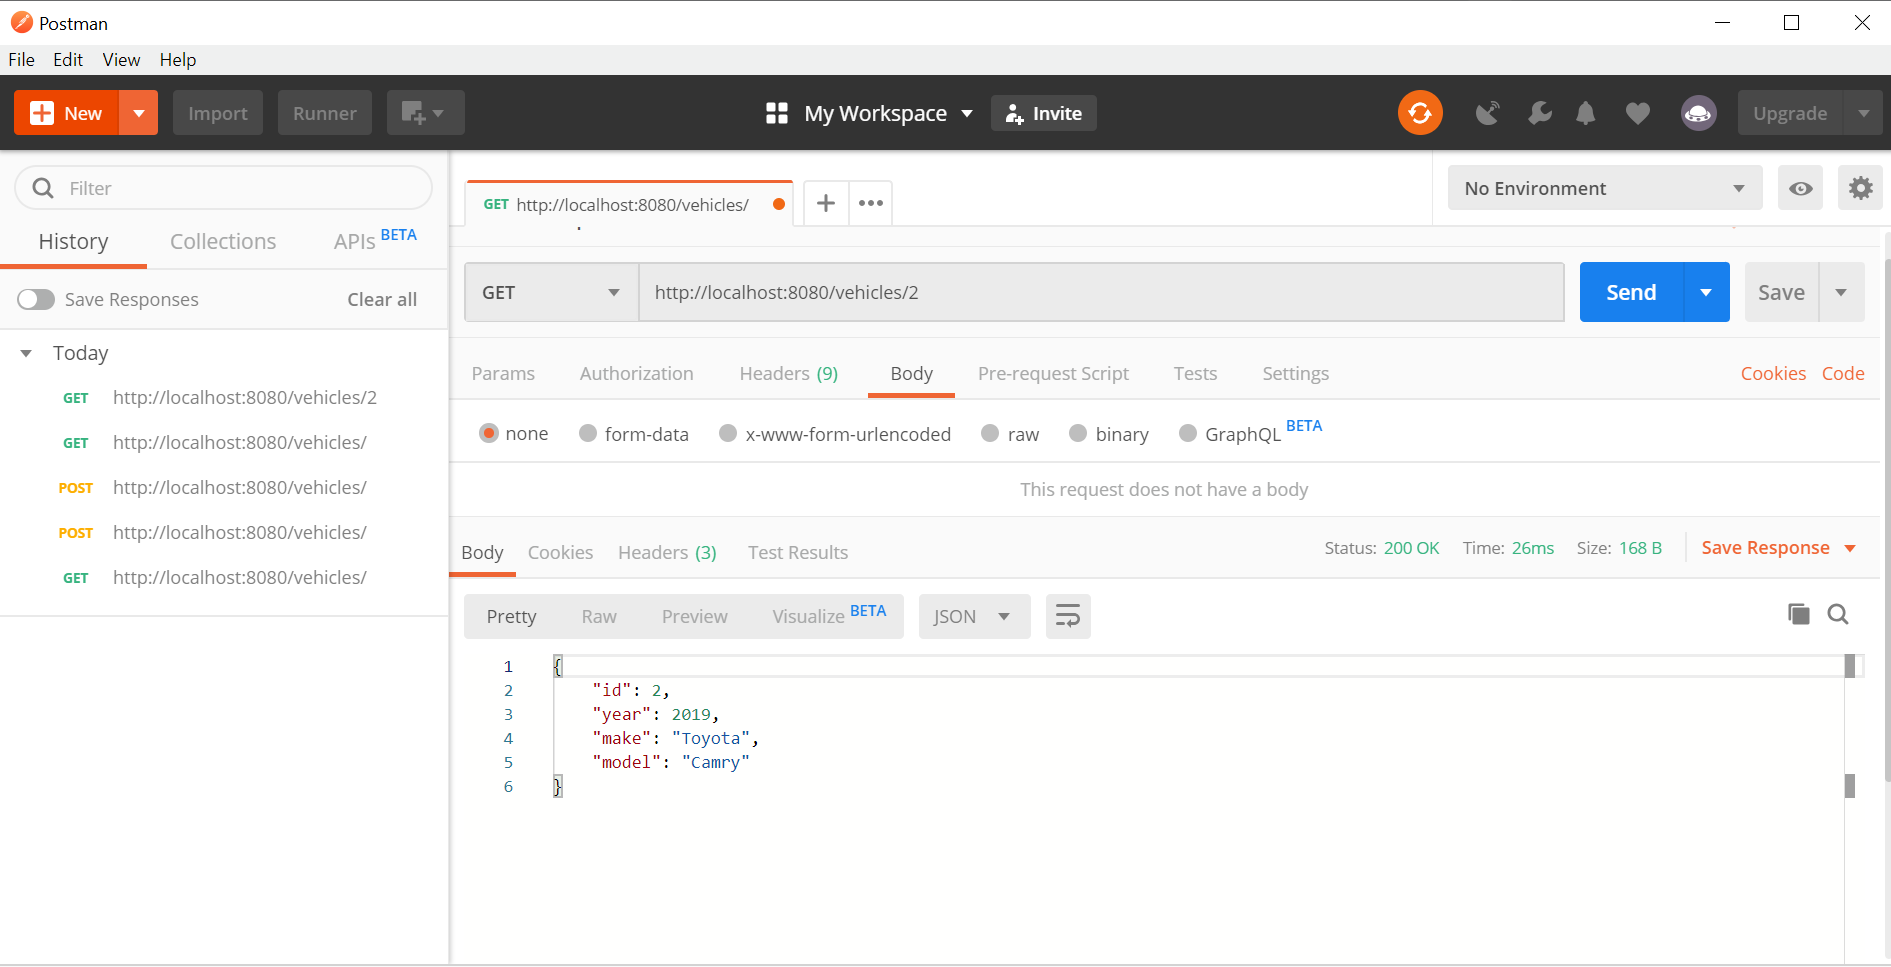 Postman
File Edit View Help
New Import Runner My Workspace Invite Upgrade
Filter
History Collections APIs BETA
Save Responses Clear all
Today
GET http://localhost:8080/vehicles/2
GET http://localhost:8080/vehicles/
POST http://localhost:8080/vehicles/
POST http://localhost:8080/vehicles/
GET http://localhost:8080/vehicles/
GET http://localhost:8080/vehicles/
No Environment
GET http://localhost:8080/vehicles/2 Send Save
Params Authorization Headers (9) Body Pre-request Script Tests Settings Cookies Code
none form-data x-www-form-urlencoded raw binary GraphQL BETA
This request does not have a body
Body Cookies Headers (3) Test Results Status: 200 OK Time: 26ms Size: 168 B Save Response
Pretty Raw Preview Visualize BETA JSON
1 {
2 "id": 2,
3 "year": 2019,
4 "make": "Toyota",
5 "model": "Camry"
6 }